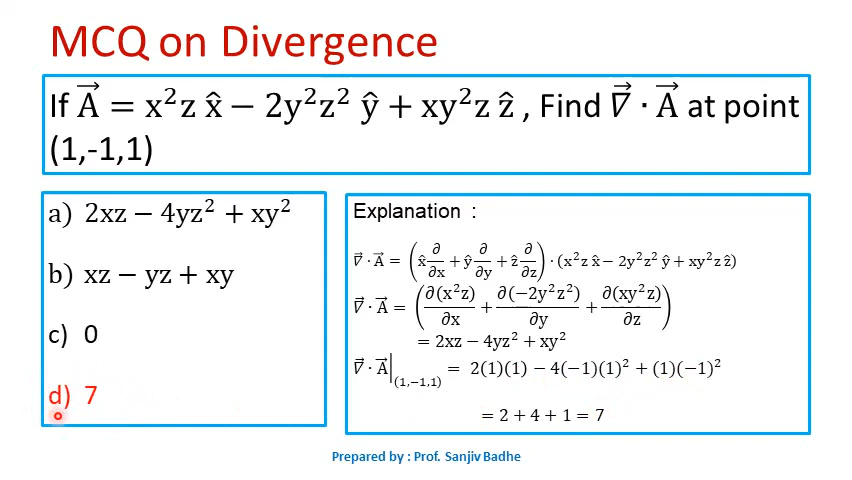 MCQ on Divergence
If A⃗ = x²z x̂ − 2y²z² ŷ + xy²z ẑ , Find ∇⃗ · A⃗ at point
(1,-1,1)
a) 2xz − 4yz² + xy²
b) xz − yz + xy
c) 0
d) 7
Explanation :
∇⃗ · A⃗ = (x̂ ∂/∂x + ŷ ∂/∂y + ẑ ∂/∂z) · (x²z x̂ − 2y²z² ŷ + xy²z ẑ)
∇⃗ · A⃗ = (∂(x²z)/∂x + ∂(−2y²z²)/∂y + ∂(xy²z)/∂z)
= 2xz − 4yz² + xy²
∇⃗ · A⃗|(1,−1,1) = 2(1)(1) − 4(−1)(1)² + (1)(−1)²
= 2 + 4 + 1 = 7
Prepared by : Prof. Sanjiv Badhe